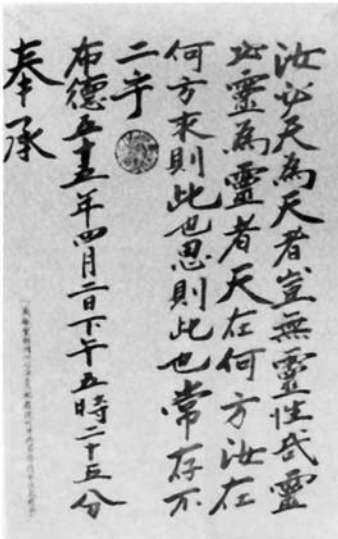 汝必天為天者豈無靈性哉靈
必靈為靈者天在何方汝在
何方求則此也思則此也常存不
二乎
布德五十五年四月二日下午五時二十五分
奉承